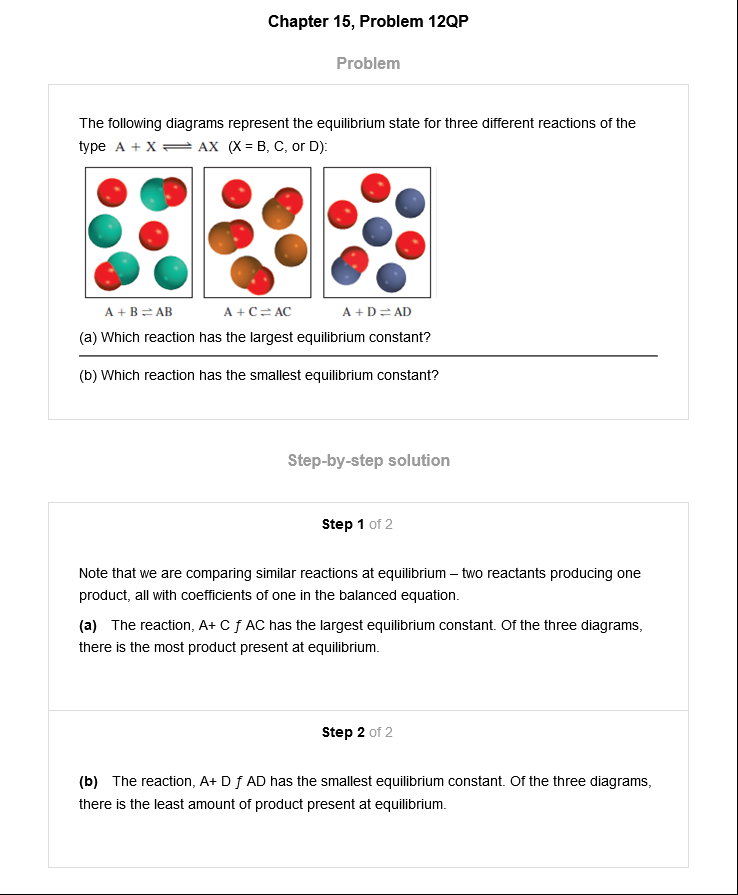 Chapter 15, Problem 12QP
Problem
The following diagrams represent the equilibrium state for three different reactions of the
type A + X ⇌ AX (X = B, C, or D):
A + B ⇌ AB A + C ⇌ AC A + D ⇌ AD
(a) Which reaction has the largest equilibrium constant?
(b) Which reaction has the smallest equilibrium constant?
Step-by-step solution
Step 1 of 2
Note that we are comparing similar reactions at equilibrium – two reactants producing one
product, all with coefficients of one in the balanced equation.
(a) The reaction, A+ C ƒ AC has the largest equilibrium constant. Of the three diagrams,
there is the most product present at equilibrium.
Step 2 of 2
(b) The reaction, A+ D ƒ AD has the smallest equilibrium constant. Of the three diagrams,
there is the least amount of product present at equilibrium.